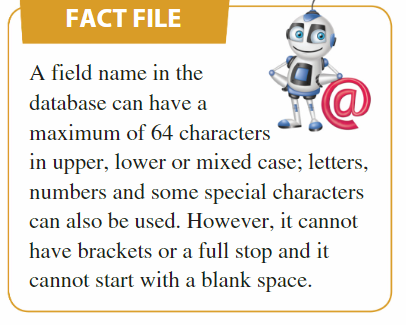 FACT FILE
A field name in the
database can have a
maximum of 64 characters
in upper, lower or mixed case; letters,
numbers and some special characters
can also be used. However, it cannot
have brackets or a full stop and it
cannot start with a blank space.
@